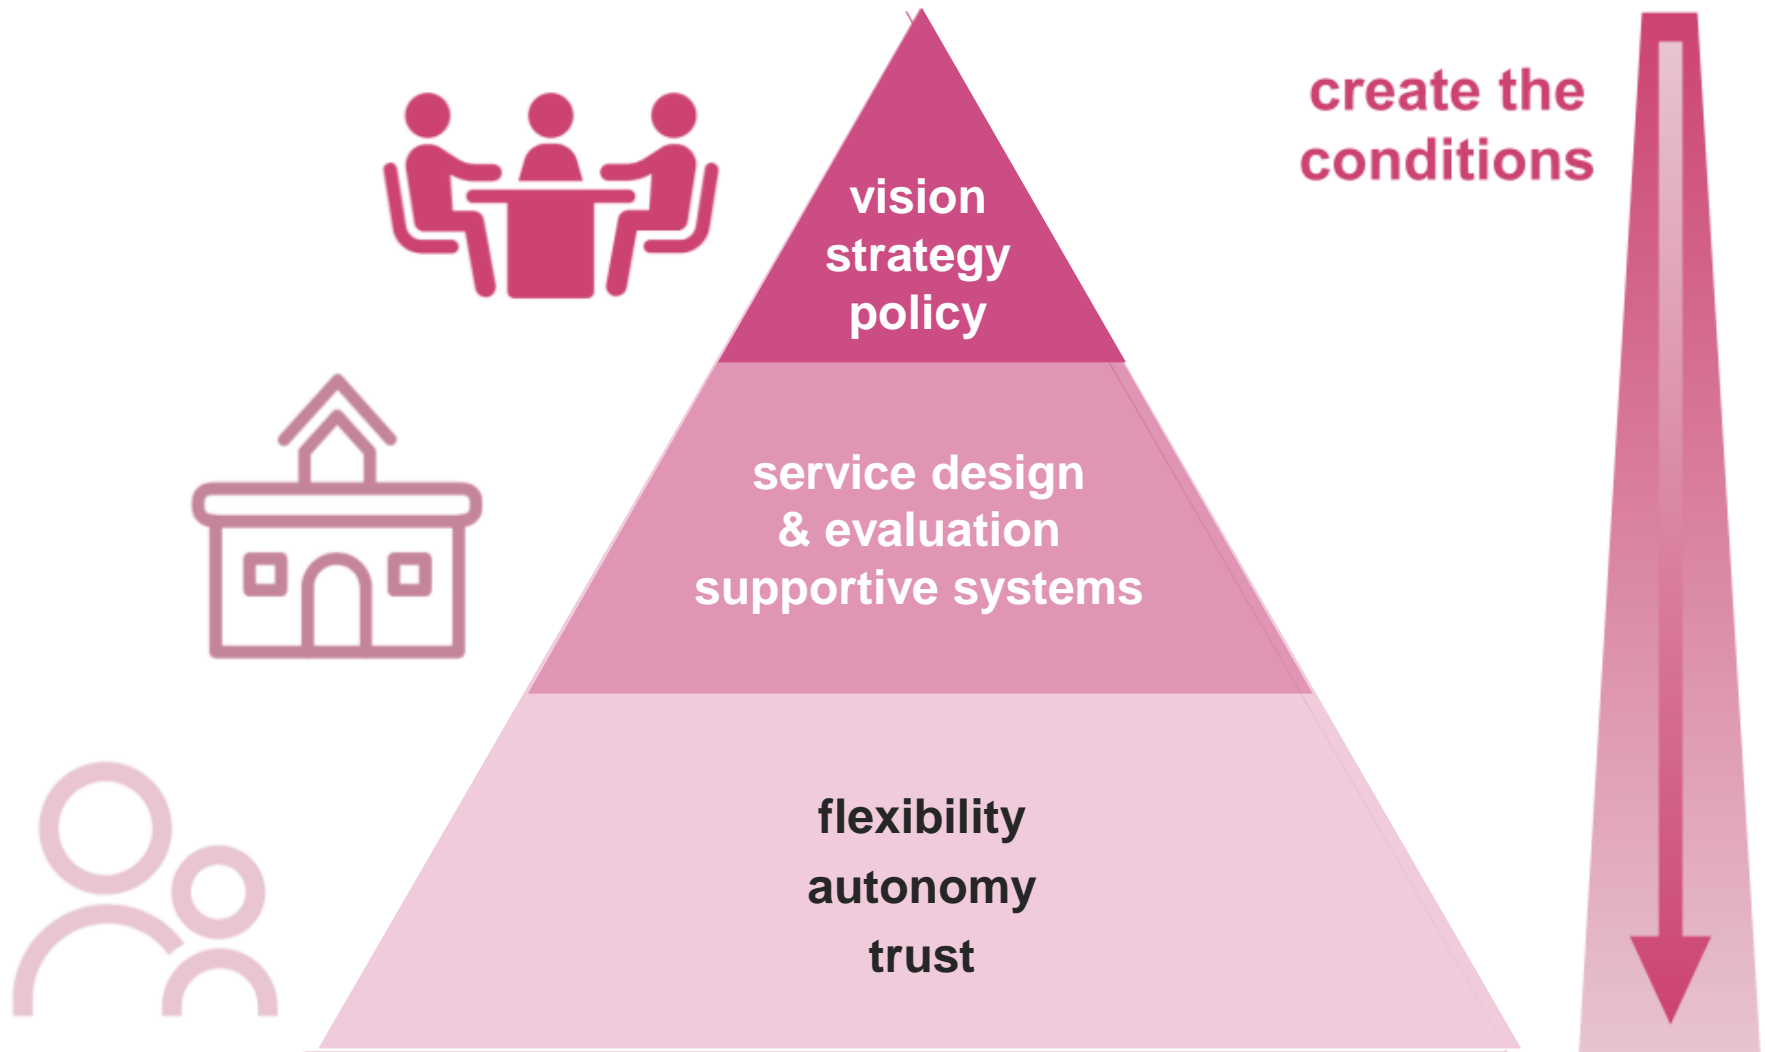 create the
conditions
vision
strategy
policy
service design
& evaluation
supportive systems
flexibility
autonomy
trust